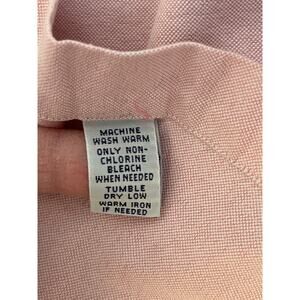 MACHINE
WASH WARM
ONLY NON-
CHLORINE
BLEACH
WHEN NEEDED
TUMBLE
DRY LOW
WARM IRON
IF NEEDED